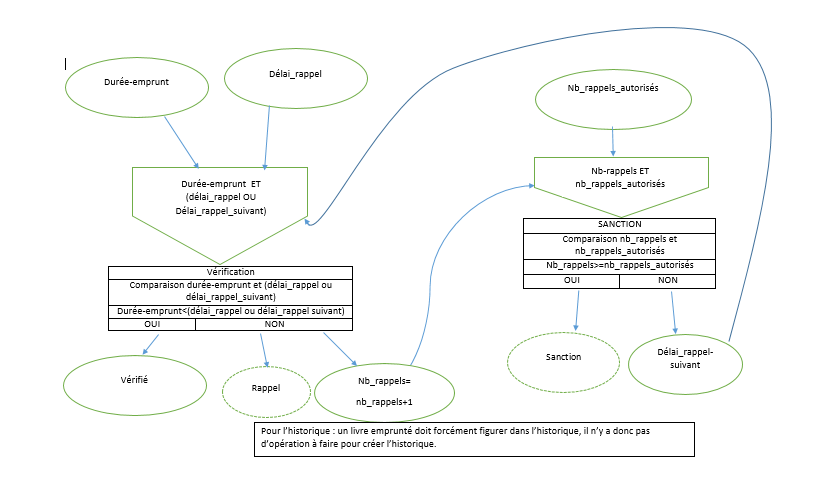 Durée-emprunt
Délai_rappel
Nb_rappels_autorisés
Durée-emprunt ET
(délai_rappel OU
Délai_rappel_suivant)
Nb-rappels ET
nb_rappels_autorisés
SANCTION
Comparaison nb_rappels et
nb_rappels_autorisés
Nb_rappels>=nb_rappels_autorisés
OUI
NON
Vérification
Comparaison durée-emprunt et (délai_rappel ou
délai_rappel_suivant)
Durée-emprunt<(délai_rappel ou délai_rappel suivant)
OUI
NON
Vérifié
Rappel
Nb_rappels=
nb_rappels+1
Sanction
Délai_rappel-
suivant
Pour l’historique : un livre emprunté doit forcément figurer dans l’historique, il n’y a donc pas
d’opération à faire pour créer l’historique.